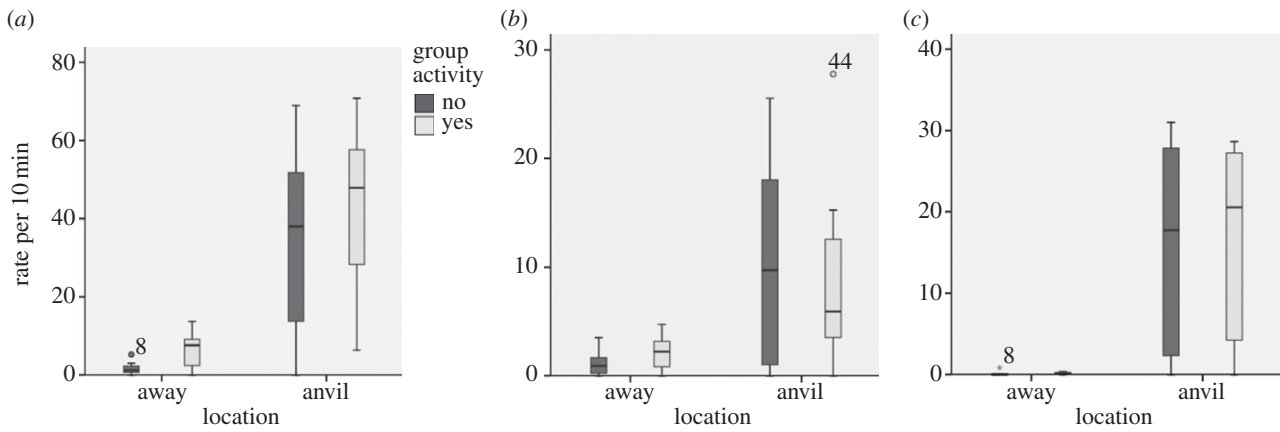 (a)
80
60
40
20
0
rate per 10 min
8
away
anvil
location
group
activity
no
yes
(b)
30
20
10
0
44
away
anvil
location
(c)
40
30
20
10
0
8
*
away
anvil
location